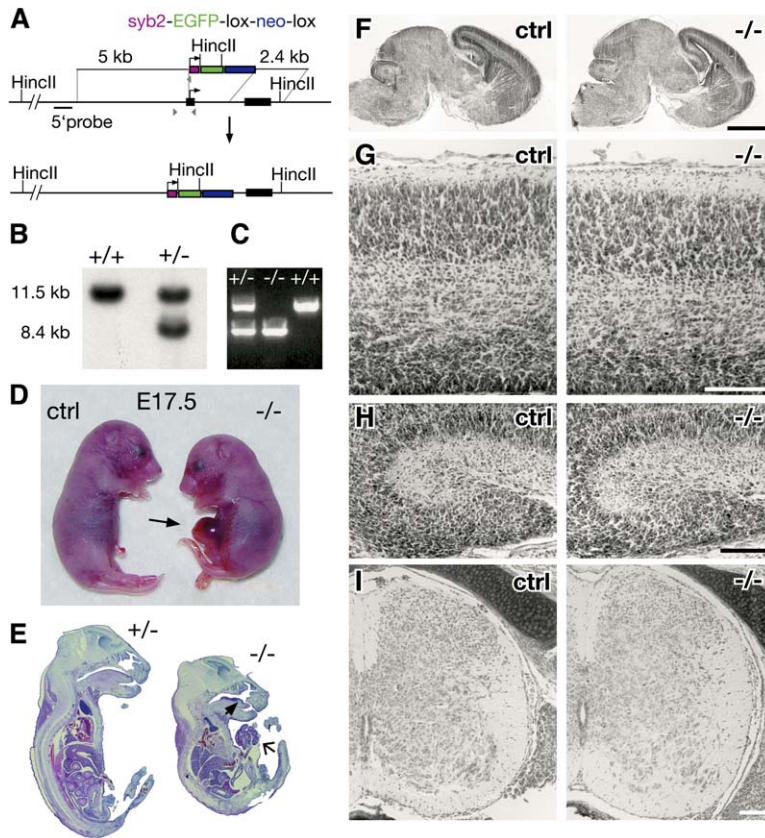 A
syb2-EGFP-lox-neo-lox
HincII
5 kb
2.4 kb
HincII
HincII
5'probe
HincII
HincII
HincII
B
+/+
+/-
11.5 kb
8.4 kb
C
+/-
-/-
+/+
D
E17.5
ctrl
-/-
E
+/-
-/-
F
ctrl
-/-
G
ctrl
-/-
H
ctrl
-/-
I
ctrl
-/-